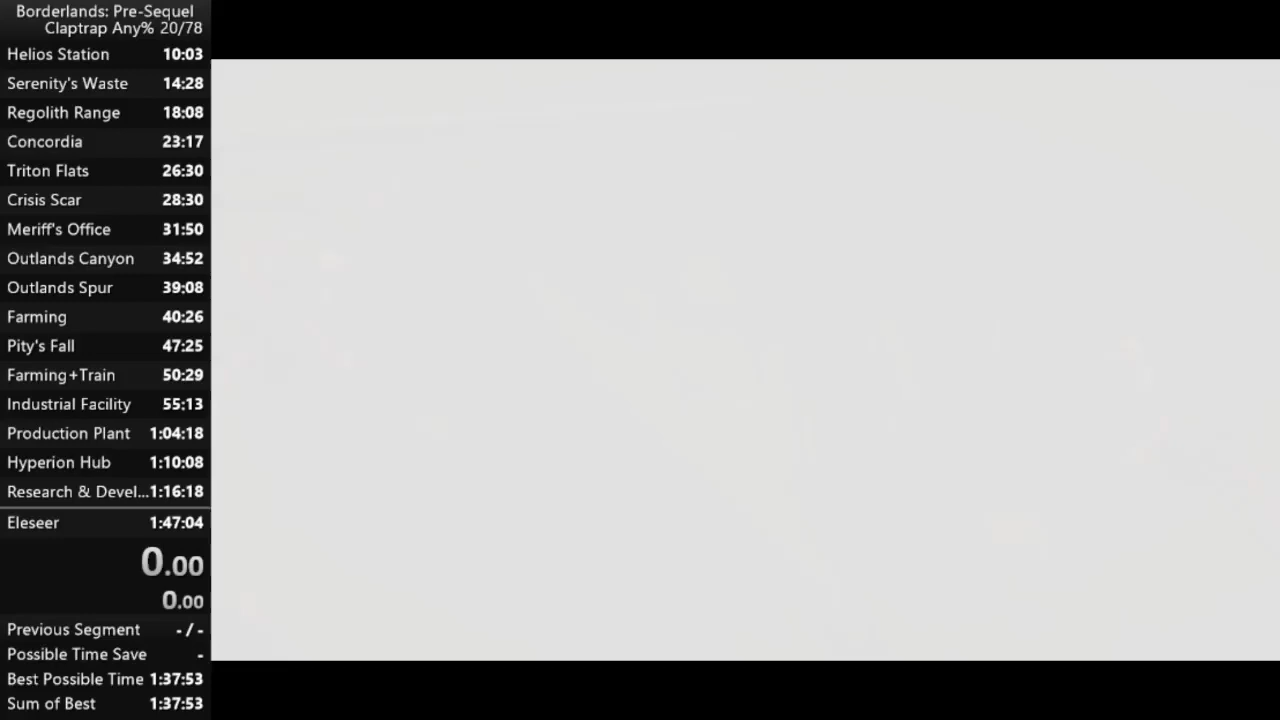 Borderlands: Pre-Sequel
Claptrap Any% 20/78
Helios Station 10:03
Serenity's Waste 14:28
Regolith Range 18:08
Concordia 23:17
Triton Flats 26:30
Crisis Scar 28:30
Meriff's Office 31:50
Outlands Canyon 34:52
Outlands Spur 39:08
Farming 40:26
Pity's Fall 47:25
Farming+Train 50:29
Industrial Facility 55:13
Production Plant 1:04:18
Hyperion Hub 1:10:08
Research & Devel...1:16:18
Eleseer 1:47:04
0.00
0.00
Previous Segment - / -
Possible Time Save -
Best Possible Time 1:37:53
Sum of Best 1:37:53